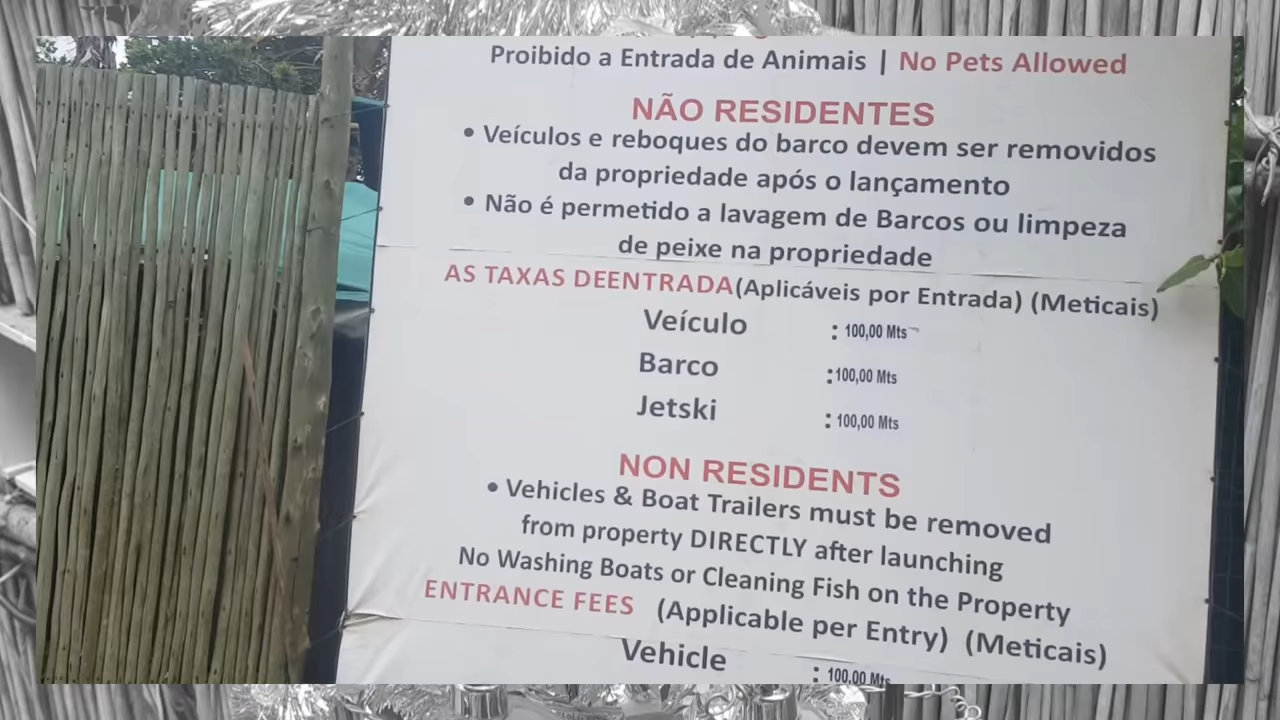 Proibido a Entrada de Animais | No Pets Allowed
NÃO RESIDENTES
• Veículos e reboques do barco devem ser removidos
da propriedade após o lançamento
• Não é permetido a lavagem de Barcos ou limpeza
de peixe na propriedade
AS TAXAS DEENTRADA(Aplicáveis por Entrada) (Meticais)
Veículo : 100,00 Mts
Barco :100,00 Mts
Jetski : 100,00 Mts
NON RESIDENTS
• Vehicles & Boat Trailers must be removed
from property DIRECTLY after launching
No Washing Boats or Cleaning Fish on the Property
ENTRANCE FEES (Applicable per Entry) (Meticais)
Vehicle : 100,00 Mts